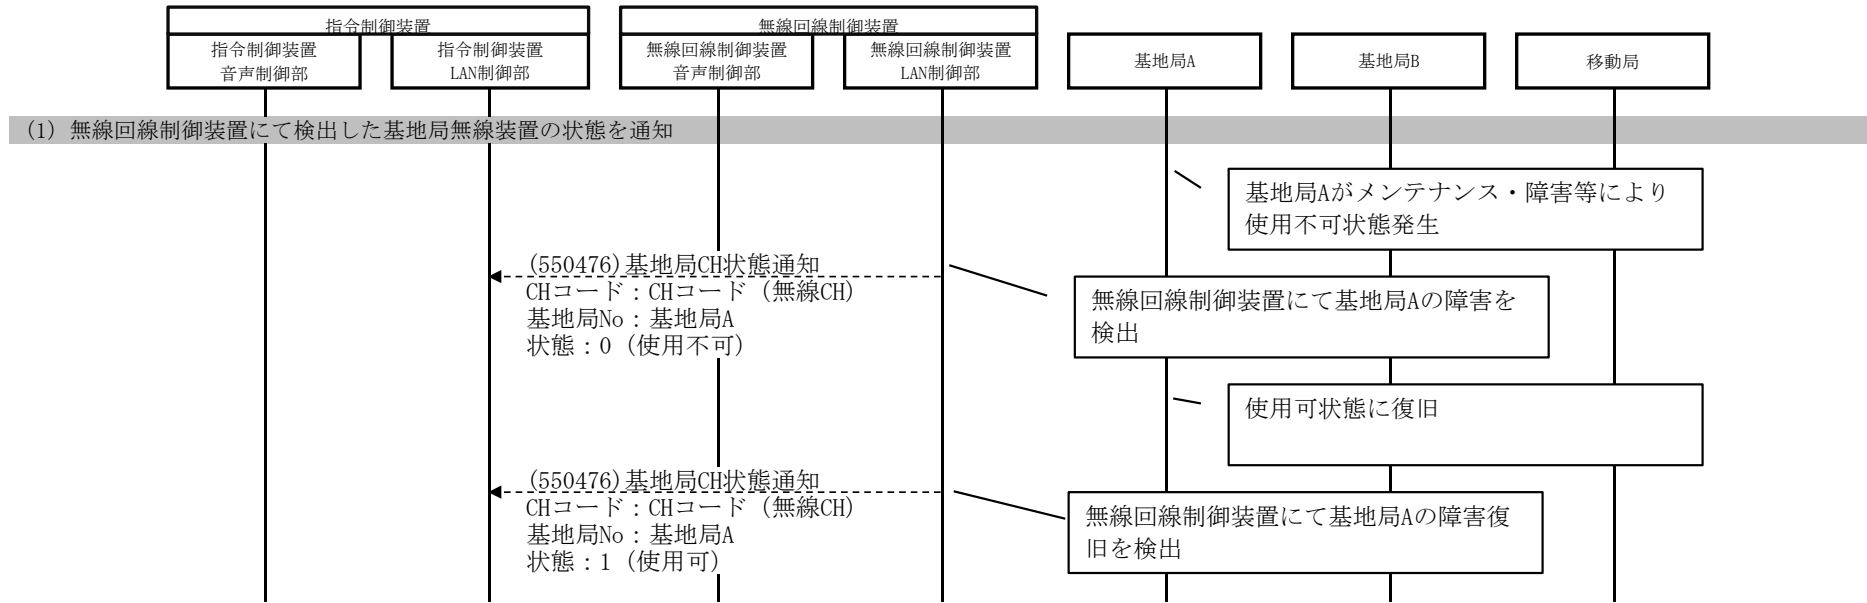 指令制御装置
無線回線制御装置
指令制御装置
音声制御部
指令制御装置
LAN制御部
無線回線制御装置
音声制御部
無線回線制御装置
LAN制御部
基地局A
基地局B
移動局
(1) 無線回線制御装置にて検出した基地局無線装置の状態を通知
基地局Aがメンテナンス・障害等により
使用不可状態発生
(550476)基地局CH状態通知
CHコード:CHコード (無線CH)
基地局No:基地局A
状態:0 (使用不可)
無線回線制御装置にて基地局Aの障害を
検出
使用可状態に復旧
(550476)基地局CH状態通知
CHコード:CHコード (無線CH)
基地局No:基地局A
状態:1 (使用可)
無線回線制御装置にて基地局Aの障害復
旧を検出